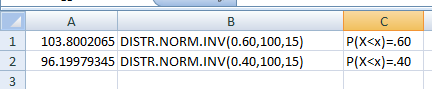 A B C
1 103.8002065 DISTR.NORM.INV(0.60,100,15) P(X<x)=.60
2 96.19979345 DISTR.NORM.INV(0.40,100,15) P(X<x)=.40
3